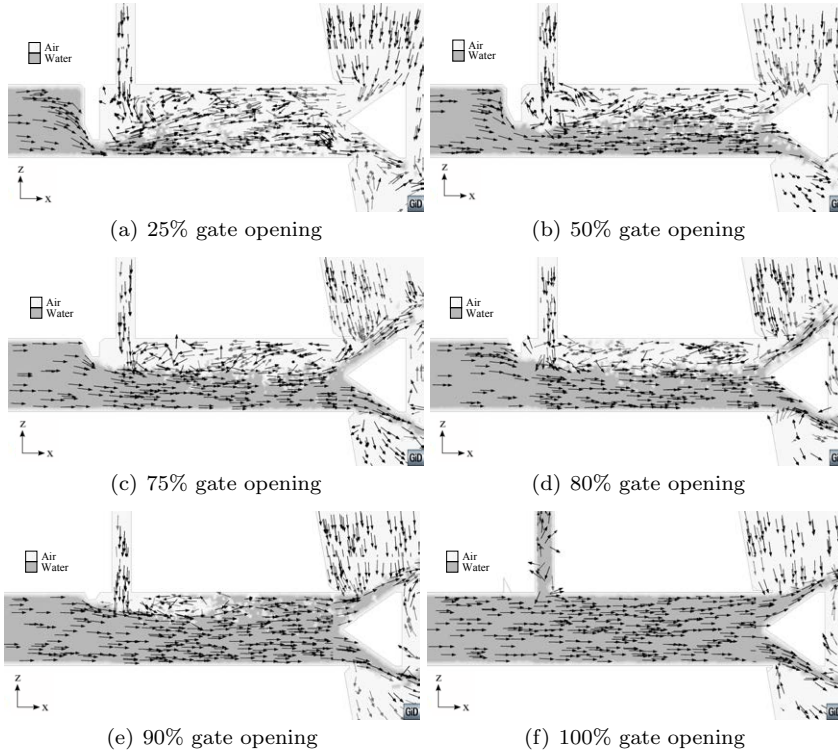 Air
Water
Z
X
GiD
(a) 25% gate opening
Air
Water
Z
X
GiD
(b) 50% gate opening
Air
Water
Z
X
GiD
(c) 75% gate opening
Air
Water
Z
X
GiD
(d) 80% gate opening
Air
Water
Z
X
GiD
(e) 90% gate opening
Air
Water
Z
X
GiD
(f) 100% gate opening